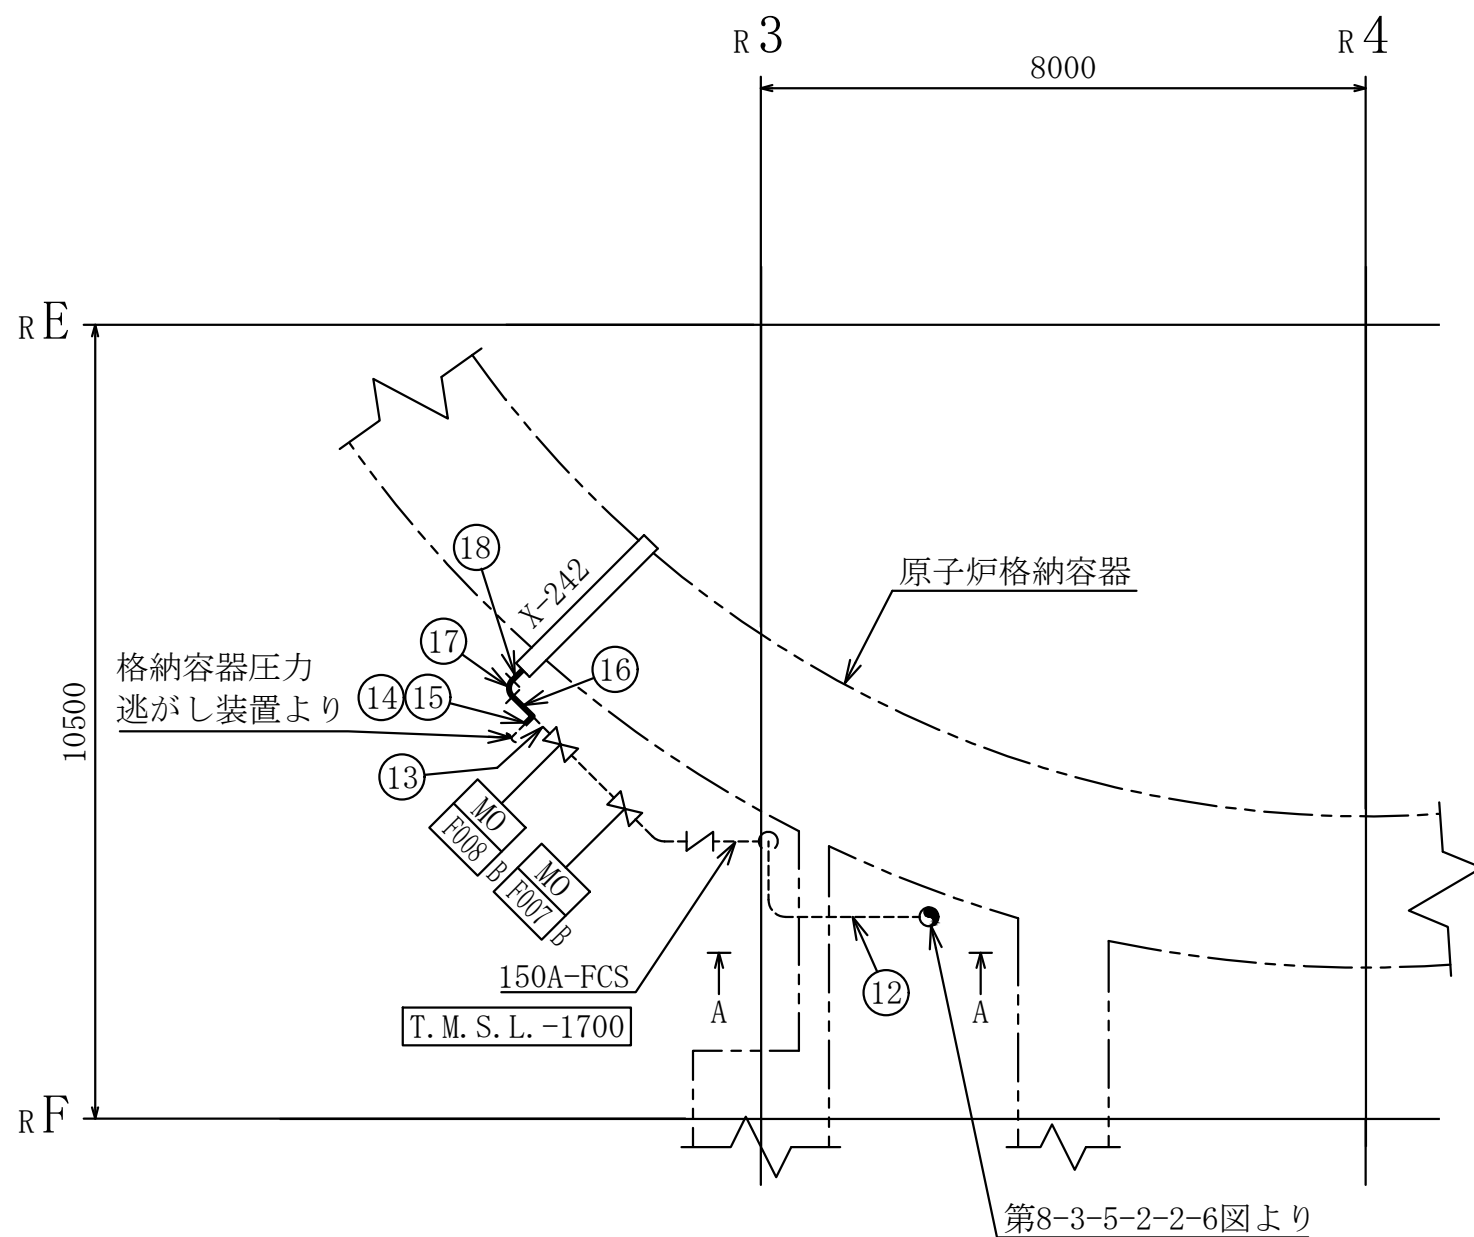 R3
R4
8000
RE
原子炉格納容器
18
X-242
17
16
格納容器圧力
逃がし装置より
14
15
10500
13
MO
F008
B
MO
F007
B
150A-FCS
12
A
A
T.M.S.L.-1700
RF
第8-3-5-2-2-6図より